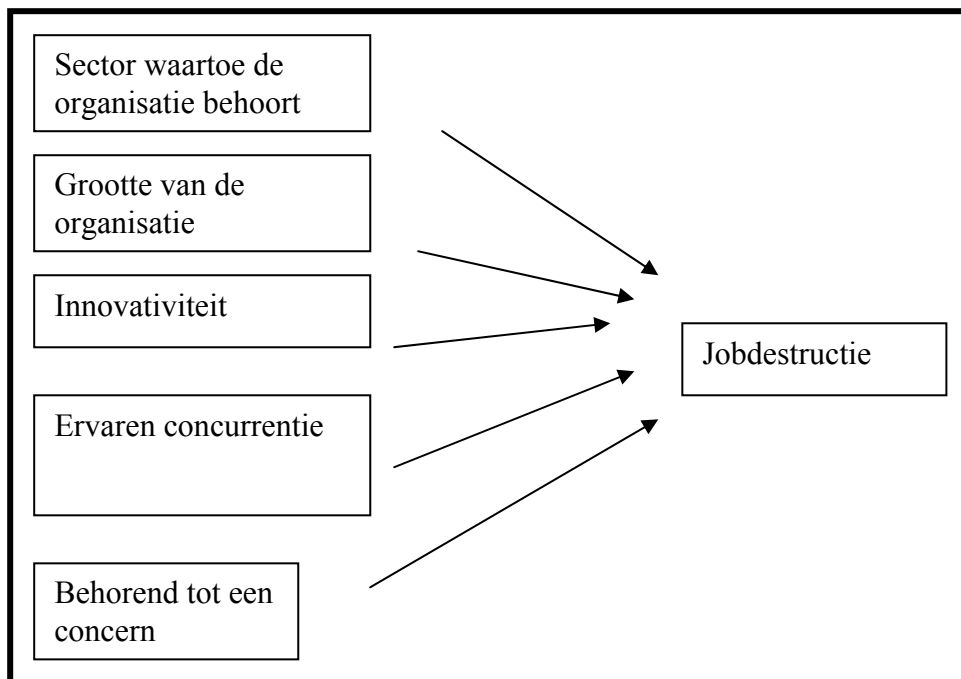 Sector waartoe de
organisatie behoort
Grootte van de
organisatie
Innovativiteit
Ervaren concurrentie
Behorend tot een
concern
Jobdestructie